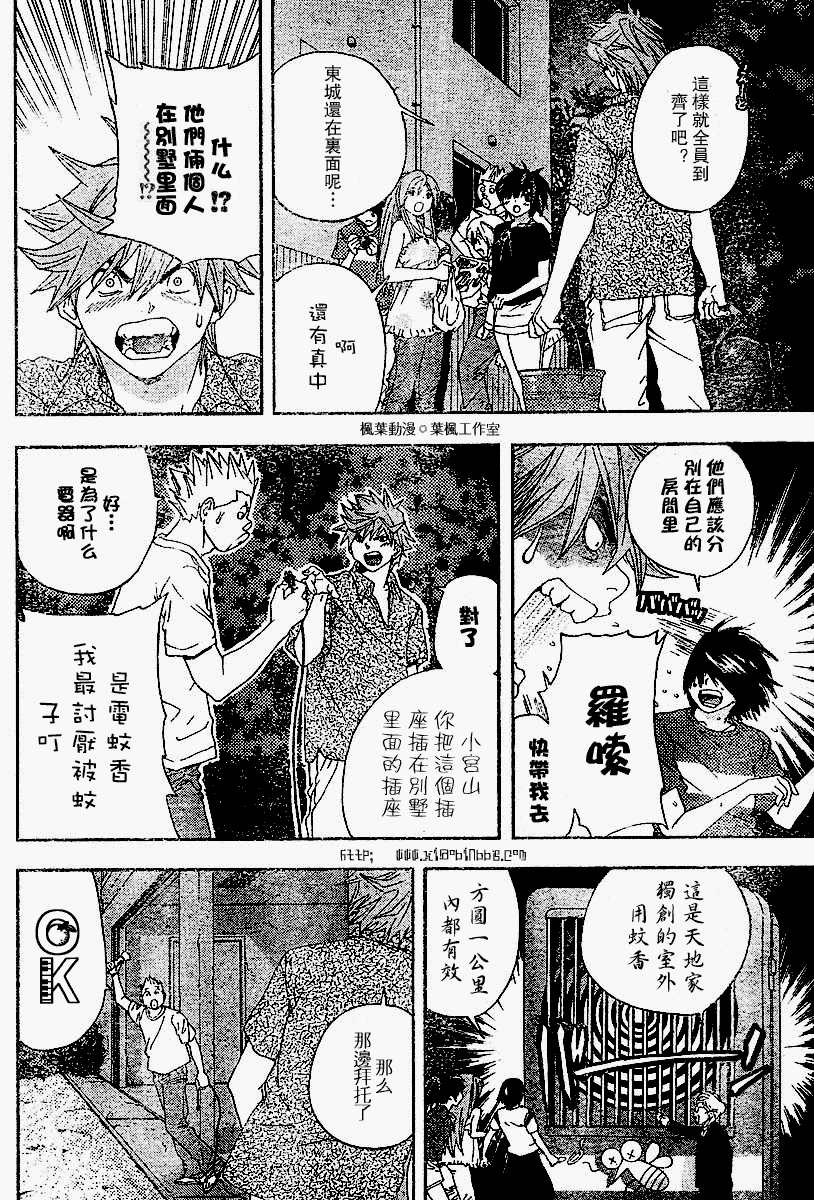 這樣就全員到
齊了吧?
東城還在裏面呢…
啊
還有真中
什么!?
他們倆個人
在別墅里面
!?
楓葉動漫◎葉楓工作室
他們應該分
別在自己的
房間里
バババッ
羅嗦
快帶我去
對了
小宮山
你把這個插
座插在別墅
里面的插座
好…
是為了什么
電器啊
是電蚊香
我最討厭被蚊
子叮
這是天地家
獨創的室外
用蚊香
方圓一公里
內都有效
那么
那邊拜托了
OK